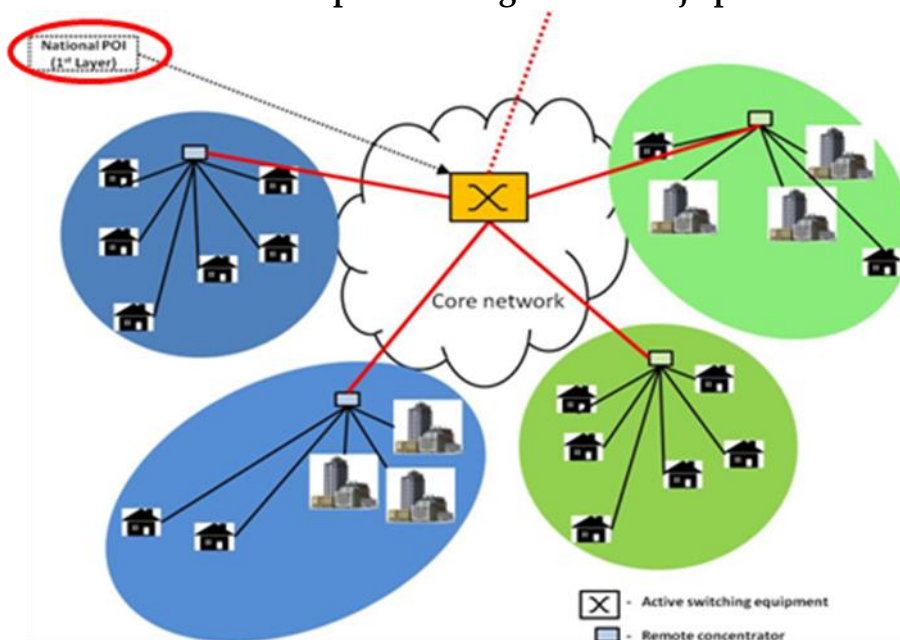 National POI
(1st Layer)
Core network
- Active switching equipment
- Remote concentrator